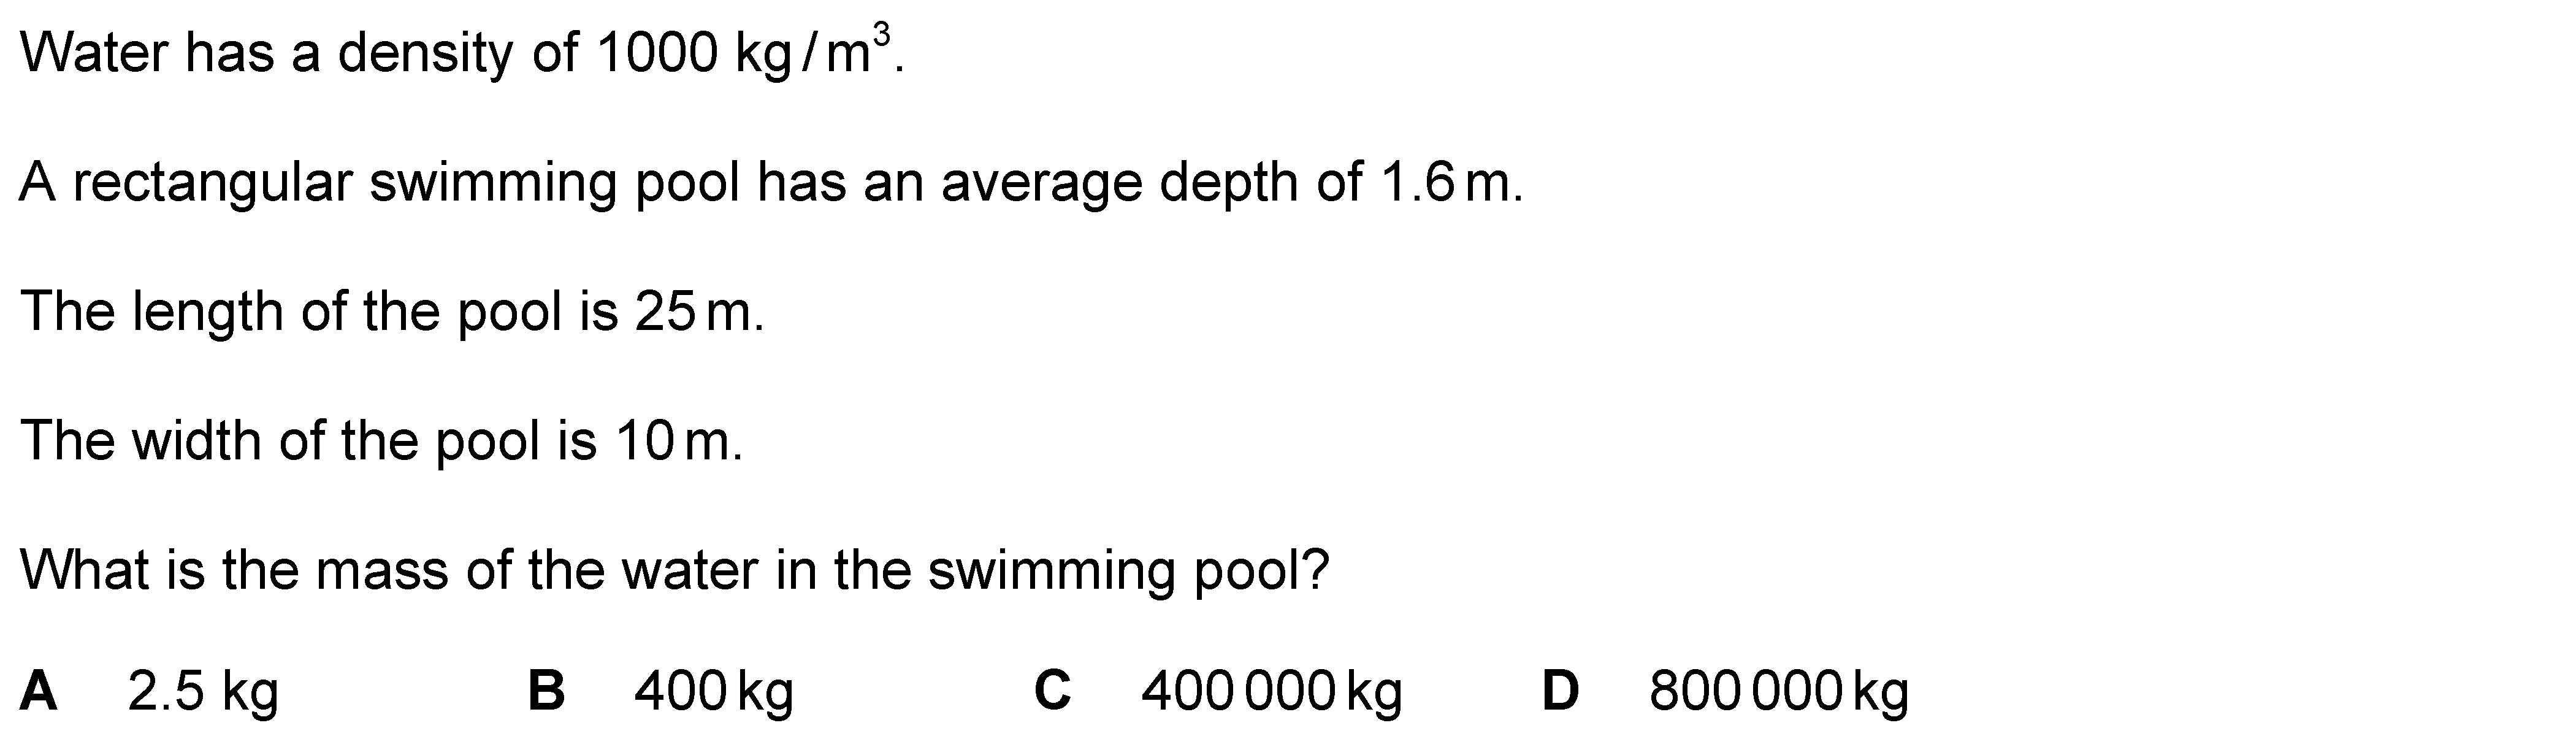 Water has a density of 1000 kg/m³.
A rectangular swimming pool has an average depth of 1.6 m.
The length of the pool is 25 m.
The width of the pool is 10 m.
What is the mass of the water in the swimming pool?
A 2.5 kg B 400 kg C 400 000 kg D 800 000 kg